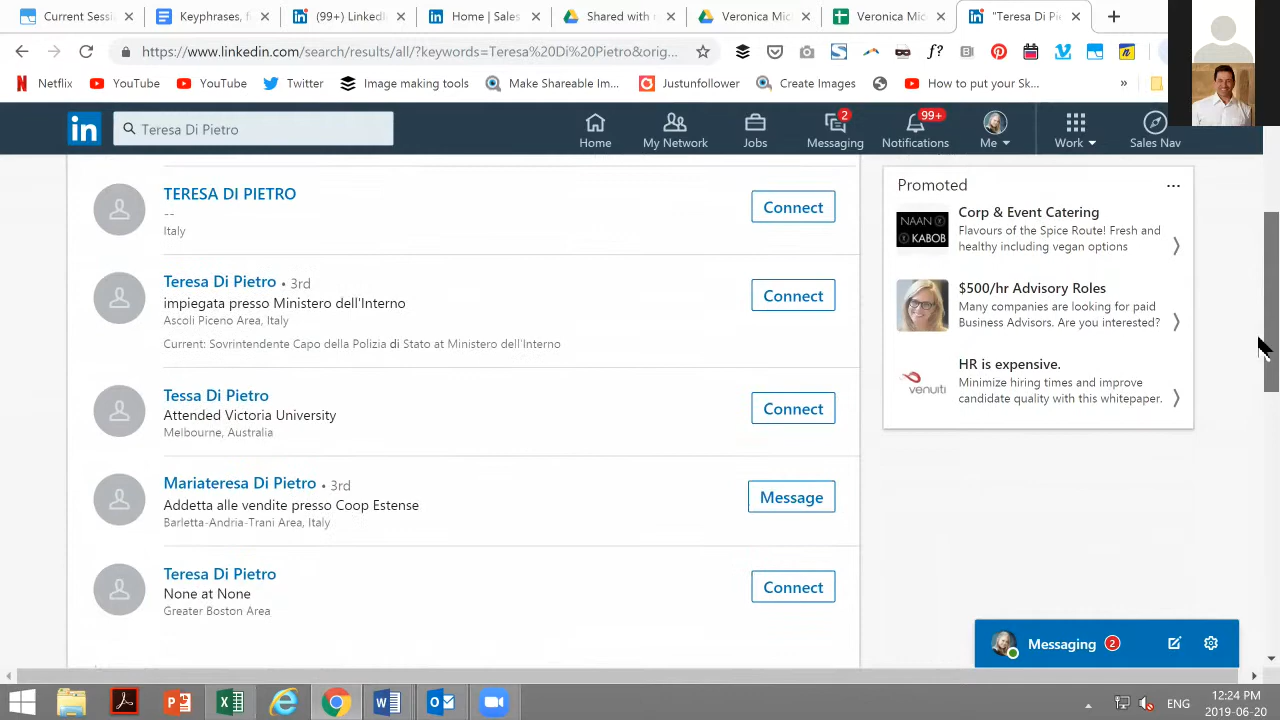 Current Sessi
Keyphrases, f
(99+) LinkedI
Home | Sales
Shared with
Veronica Mic
Veronica Mic
"Teresa Di Pi
https://www.linkedin.com/search/results/all/?keywords=Teresa%20Di%20Pietro&orig...
Netflix
YouTube
YouTube
Twitter
Image making tool
Make Shareable Im...
Justunfollower
Create Images
How to put your Sk...
»
in
Teresa Di Pietro
2
99+
Home
My Network
Jobs
Messaging
Notifications
Me
Work
Sales Nav
TERESA DI PIETRO
--
Italy
Connect
Teresa Di Pietro • 3rd
impiegata presso Ministero dell'Interno
Ascoli Piceno Area, Italy
Current: Sovrintendente Capo della Polizia di Stato at Ministero dell'Interno
Connect
Tessa Di Pietro
Attended Victoria University
Melbourne, Australia
Connect
Mariateresa Di Pietro • 3rd
Addetta alle vendite presso Coop Estense
Barletta-Andria-Trani Area, Italy
Message
Teresa Di Pietro
None at None
Greater Boston Area
Connect
Promoted
NAAN
KABOB
Corp & Event Catering
Flavours of the Spice Route! Fresh and
healthy including vegan options
$500/hr Advisory Roles
Many companies are looking for paid
Business Advisors. Are you interested?
venuiti
HR is expensive.
Minimize hiring times and improve
candidate quality with this whitepaper.
Messaging 2
ENG
12:24 PM
2019-06-20